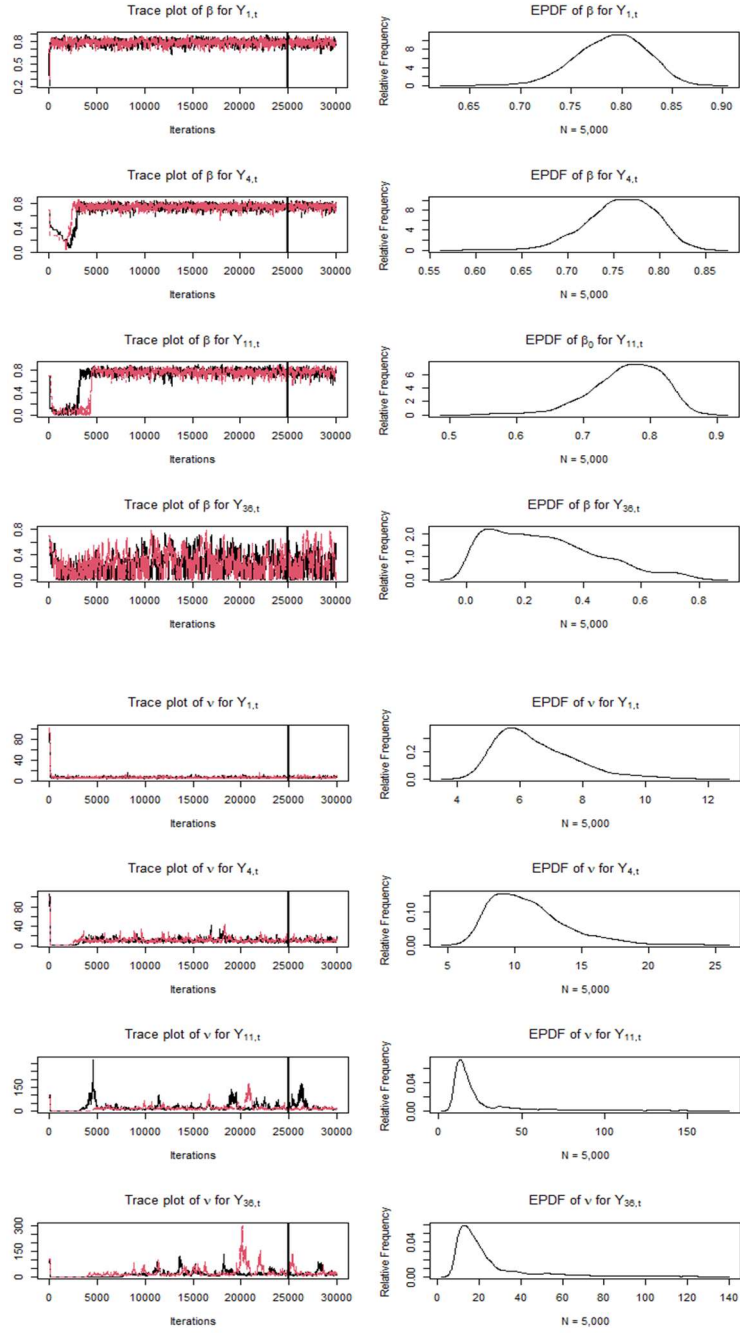 Trace plot of β for Y1,t
EPDF of β for Y1,t
0.2 0.5 0.8
0 5000 10000 15000 20000 25000 30000
Iterations
Relative Frequency
0 4 8
0.65 0.70 0.75 0.80 0.85 0.90
N = 5,000
Trace plot of β for Y4,t
EPDF of β for Y4,t
0.0 0.4 0.8
0 5000 10000 15000 20000 25000 30000
Iterations
Relative Frequency
0 4 8
0.55 0.60 0.65 0.70 0.75 0.80 0.85
N = 5,000
Trace plot of β for Y11,t
EPDF of β0 for Y11,t
0.0 0.4 0.8
0 5000 10000 15000 20000 25000 30000
Iterations
Relative Frequency
0 2 4 6
0.5 0.6 0.7 0.8 0.9
N = 5,000
Trace plot of β for Y36,t
EPDF of β for Y36,t
0.0 0.4 0.8
0 5000 10000 15000 20000 25000 30000
Iterations
Relative Frequency
0.0 1.0 2.0
0.0 0.2 0.4 0.6 0.8
N = 5,000
Trace plot of ν for Y1,t
EPDF of ν for Y1,t
0 40 80
0 5000 10000 15000 20000 25000 30000
Iterations
Relative Frequency
0.0 0.2
4 6 8 10 12
N = 5,000
Trace plot of ν for Y4,t
EPDF of ν for Y4,t
0 40 80
0 5000 10000 15000 20000 25000 30000
Iterations
Relative Frequency
0.00 0.10
5 10 15 20 25
N = 5,000
Trace plot of ν for Y11,t
EPDF of ν for Y11,t
0 150
0 5000 10000 15000 20000 25000 30000
Iterations
Relative Frequency
0.00 0.04
0 50 100 150
N = 5,000
Trace plot of ν for Y36,t
EPDF of ν for Y36,t
0 150 300
0 5000 10000 15000 20000 25000 30000
Iterations
Relative Frequency
0.00 0.04
0 20 40 60 80 100 120 140
N = 5,000